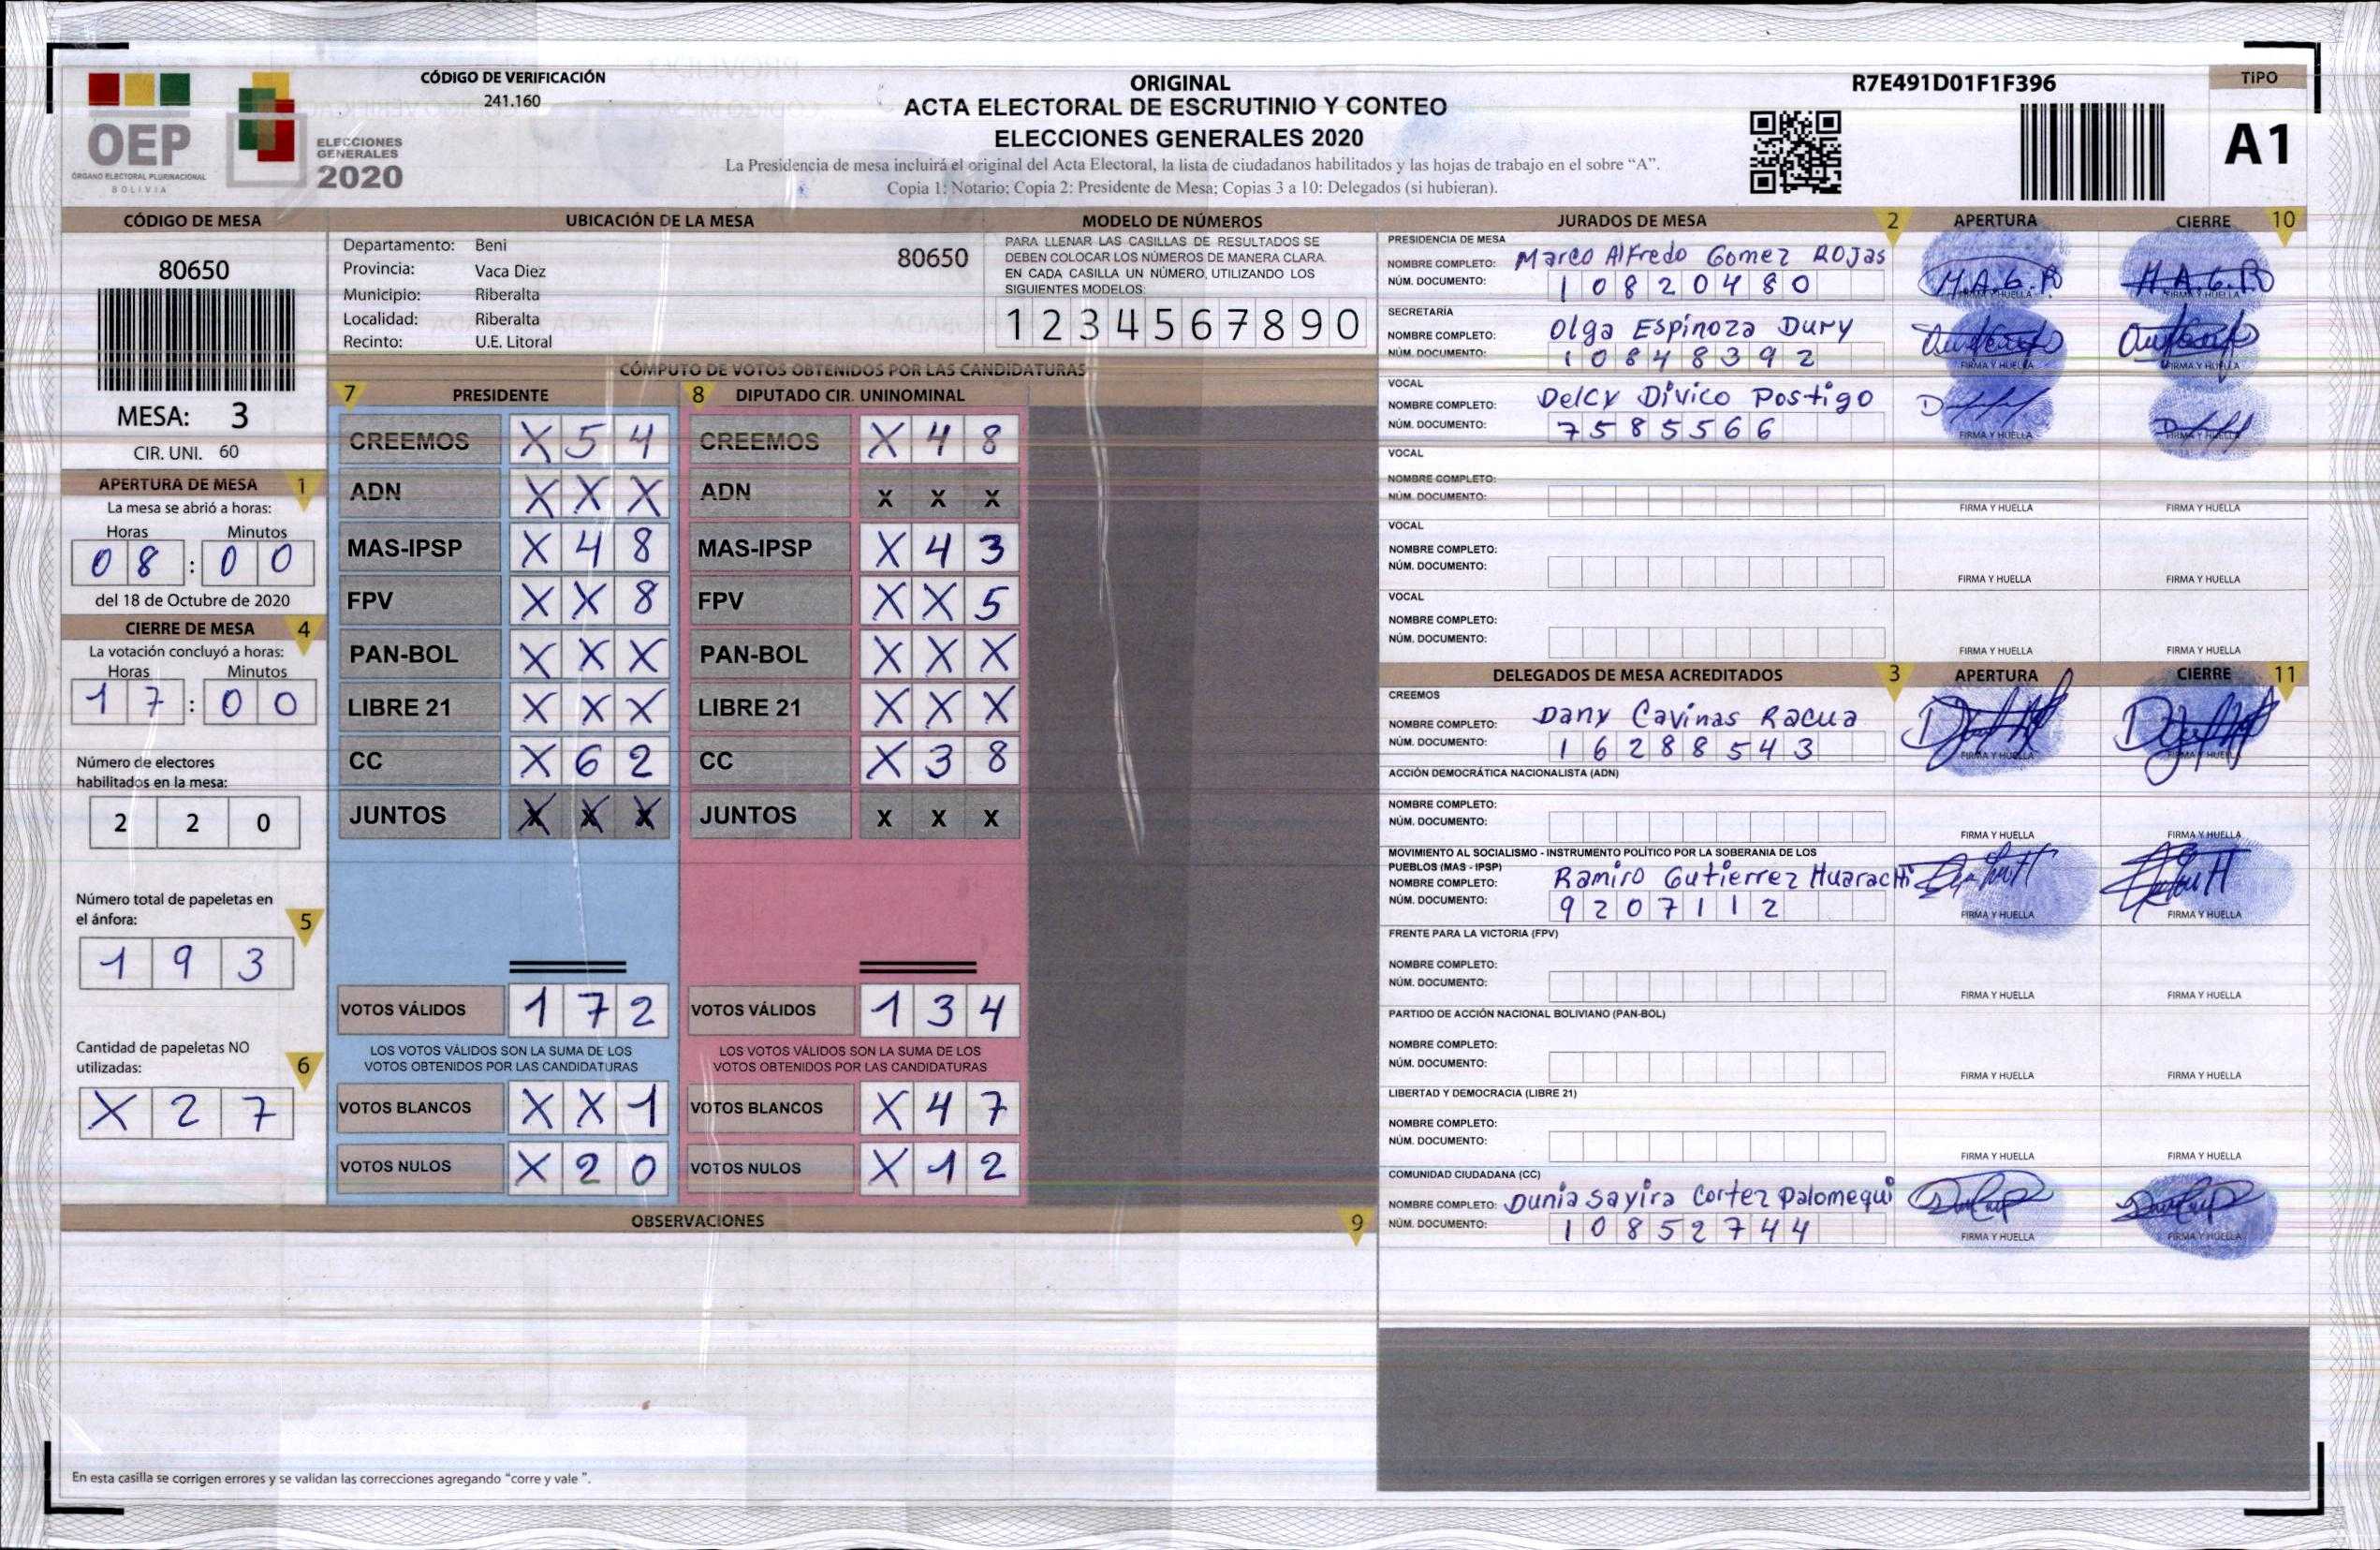 CÓDIGO DE VERIFICACIÓN
241.160
OEP
ÓRGANO ELECTORAL PLURINACIONAL
BOLIVIA
ELECCIONES
GENERALES
2020
ORIGINAL
ACTA ELECTORAL DE ESCRUTINIO Y CONTEO
ELECCIONES GENERALES 2020
La Presidencia de mesa incluirá el original del Acta Electoral, la lista de ciudadanos habilitados y las hojas de trabajo en el sobre “A”.
Copia 1: Notario; Copia 2: Presidente de Mesa; Copias 3 a 10: Delegados (si hubieran).
R7E491D01F1F396
TIPO
A1
CÓDIGO DE MESA
80650
MESA: 3
CIR. UNI. 60
APERTURA DE MESA 1
La mesa se abrió a horas:
Horas Minutos
0 8 : 0 0
del 18 de Octubre de 2020
CIERRE DE MESA 4
La votación concluyó a horas:
Horas Minutos
1 7 : 0 0
Número de electores
habilitados en la mesa:
2 2 0
Número total de papeletas en
el ánfora: 5
1 9 3
Cantidad de papeletas NO
utilizadas: 6
X 2 7
UBICACIÓN DE LA MESA
Departamento: Beni 80650
Provincia: Vaca Diez
Municipio: Riberalta
Localidad: Riberalta
Recinto: U.E. Litoral
MODELO DE NÚMEROS
PARA LLENAR LAS CASILLAS DE RESULTADOS SE
DEBEN COLOCAR LOS NÚMEROS DE MANERA CLARA.
EN CADA CASILLA UN NÚMERO, UTILIZANDO LOS
SIGUIENTES MODELOS:
1 2 3 4 5 6 7 8 9 0
CÓMPUTO DE VOTOS OBTENIDOS POR LAS CANDIDATURAS
7 PRESIDENTE 8 DIPUTADO CIR. UNINOMINAL
CREEMOS X 5 4 CREEMOS X 4 8
ADN X X X ADN X X X
MAS-IPSP X 4 8 MAS-IPSP X 4 3
FPV X X 8 FPV X X 5
PAN-BOL X X X PAN-BOL X X X
LIBRE 21 X X X LIBRE 21 X X X
CC X 6 2 CC X 3 8
JUNTOS X X X JUNTOS X X X
VOTOS VÁLIDOS 1 7 2 VOTOS VÁLIDOS 1 3 4
LOS VOTOS VÁLIDOS SON LA SUMA DE LOS LOS VOTOS VÁLIDOS SON LA SUMA DE LOS
VOTOS OBTENIDOS POR LAS CANDIDATURAS VOTOS OBTENIDOS POR LAS CANDIDATURAS
VOTOS BLANCOS X X 1 VOTOS BLANCOS X 4 7
VOTOS NULOS X 2 0 VOTOS NULOS X 1 2
OBSERVACIONES 9
En esta casilla se corrigen errores y se validan las correcciones agregando “corre y vale ”.
JURADOS DE MESA 2 APERTURA CIERRE 10
PRESIDENCIA DE MESA
NOMBRE COMPLETO: Marco Alfredo Gomez ROJas
NÚM. DOCUMENTO: 1 0 8 2 0 4 8 0 M.A.G.R FIRMA Y HUELLA M.A.G.R FIRMA Y HUELLA
SECRETARÍA
NOMBRE COMPLETO: Olga Espinoza Dury
NÚM. DOCUMENTO: 1 0 8 4 8 3 9 2 FIRMA Y HUELLA FIRMA Y HUELLA
VOCAL
NOMBRE COMPLETO: Delcy Divico Postigo
NÚM. DOCUMENTO: 7 5 8 5 5 6 6 FIRMA Y HUELLA FIRMA Y HUELLA
VOCAL
NOMBRE COMPLETO:
NÚM. DOCUMENTO: FIRMA Y HUELLA FIRMA Y HUELLA
VOCAL
NOMBRE COMPLETO:
NÚM. DOCUMENTO: FIRMA Y HUELLA FIRMA Y HUELLA
VOCAL
NOMBRE COMPLETO:
NÚM. DOCUMENTO: FIRMA Y HUELLA FIRMA Y HUELLA
DELEGADOS DE MESA ACREDITADOS 3 APERTURA CIERRE 11
CREEMOS
NOMBRE COMPLETO: Dany Cavinas Racua
NÚM. DOCUMENTO: 1 6 2 8 8 5 4 3 FIRMA Y HUELLA FIRMA Y HUELLA
ACCIÓN DEMOCRÁTICA NACIONALISTA (ADN)
NOMBRE COMPLETO:
NÚM. DOCUMENTO: FIRMA Y HUELLA FIRMA Y HUELLA
MOVIMIENTO AL SOCIALISMO - INSTRUMENTO POLÍTICO POR LA SOBERANIA DE LOS
PUEBLOS (MAS - IPSP)
NOMBRE COMPLETO: Ramiro Gutierrez Huarachi
NÚM. DOCUMENTO: 9 2 0 7 1 1 2 FIRMA Y HUELLA FIRMA Y HUELLA
FRENTE PARA LA VICTORIA (FPV)
NOMBRE COMPLETO:
NÚM. DOCUMENTO: FIRMA Y HUELLA FIRMA Y HUELLA
PARTIDO DE ACCIÓN NACIONAL BOLIVIANO (PAN-BOL)
NOMBRE COMPLETO:
NÚM. DOCUMENTO: FIRMA Y HUELLA FIRMA Y HUELLA
LIBERTAD Y DEMOCRACIA (LIBRE 21)
NOMBRE COMPLETO:
NÚM. DOCUMENTO: FIRMA Y HUELLA FIRMA Y HUELLA
COMUNIDAD CIUDADANA (CC)
NOMBRE COMPLETO: Dunia Sayira Cortez Palomequi
NÚM. DOCUMENTO: 1 0 8 5 2 7 4 4 FIRMA Y HUELLA FIRMA Y HUELLA